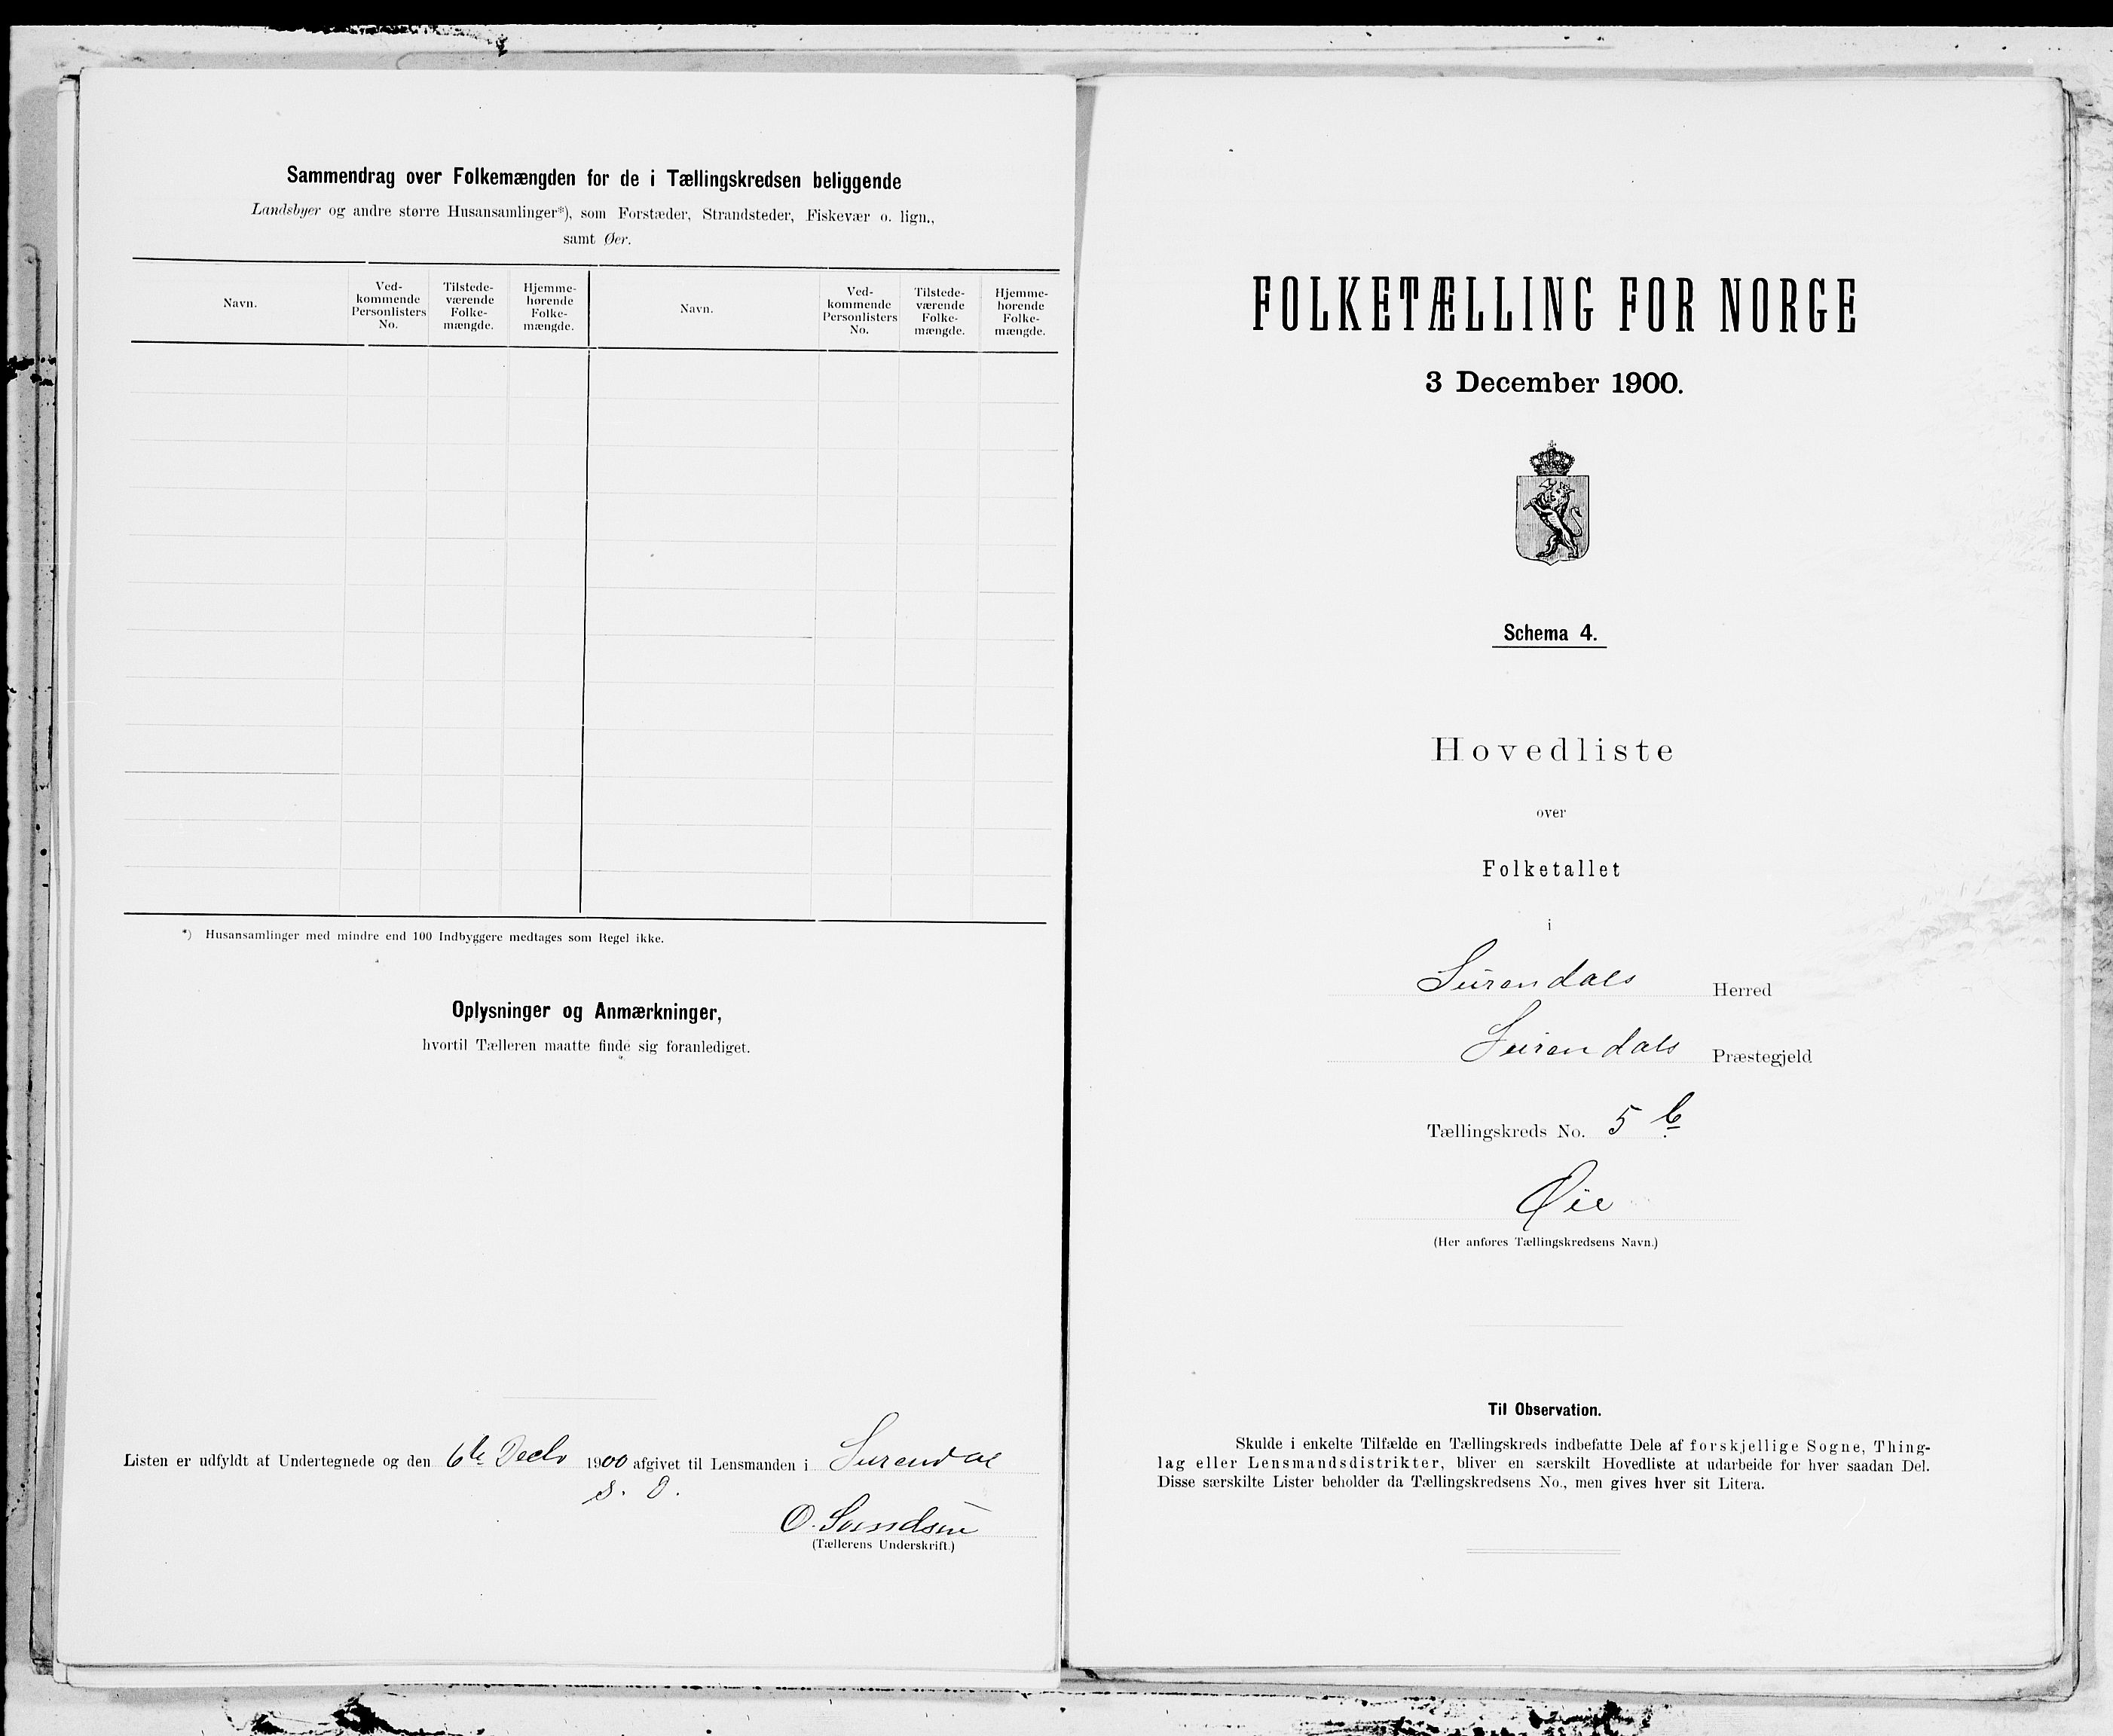 Sammendrag over Folkemængden for de i Tællingskredsen beliggende
Landsbyer og andre større Husansamlinger*), som Forstæder, Strandsteder, Fiskevær o. lign.,
samt Øer.
Navn.
Ved-
kommende
Personlisters
No.
Tilstede-
værende
Folke-
mængde.
Hjemme-
hørende
Folke-
mængde.
Navn.
Ved-
kommende
Personlisters
No.
Tilstede-
værende
Folke-
mængde.
Hjemme-
hørende
Folke-
mængde.
*) Husansamlinger med mindre end 100 Indbyggere medtages som Regel ikke.
Oplysninger og Anmærkninger,
hvortil Tælleren maatte finde sig foranlediget.
Listen er udfyldt af Undertegnede og den 6te Decbr 1900 afgivet til Lensmanden i Surendal
O.
(Tællerens Underskrift.)
FOLKETÆLLING FOR NORGE
3 December 1900.
Schema 4.
Hovedliste
over
Folketallet
i
Surendals Herred
Surendals Præstegjeld
Tællingskreds No. 5 b
Øie
(Her anføres Tællingskredsens Navn.)
Til Observation.
Skulde i enkelte Tilfælde en Tællingskreds indbefatte Dele af forskjellige Sogne, Thing-
lag eller Lensmandsdistrikter, bliver en særskilt Hovedliste at udarbeide for hver saadan Del.
Disse særskilte Lister beholder da Tællingskredsens No., men gives hver sit Litera.